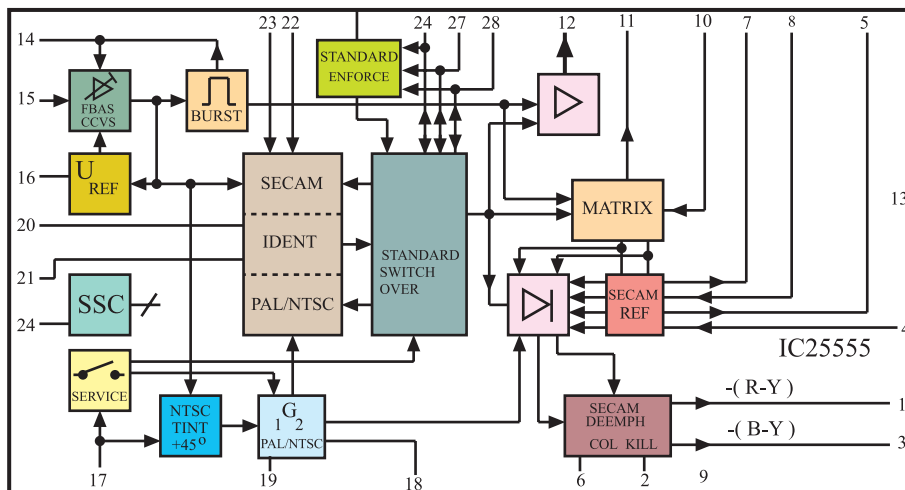 23 22 24 27 28 12 11 10 7 8 5
14
STANDARD
ENFORCE
15
FBAS
CCVS
BURST
16
U
REF
SECAM
MATRIX
13
20
IDENT
STANDARD
SWITCH
OVER
21
PAL/NTSC
SSC
SECAM
REF
24
4
IC25555
SERVICE
NTSC
TINT
+45°
G
1 2
PAL/NTSC
SECAM
DEEMPH
COL KILL
-( R-Y )
1
-( B-Y )
3
17 19 18 6 2 9